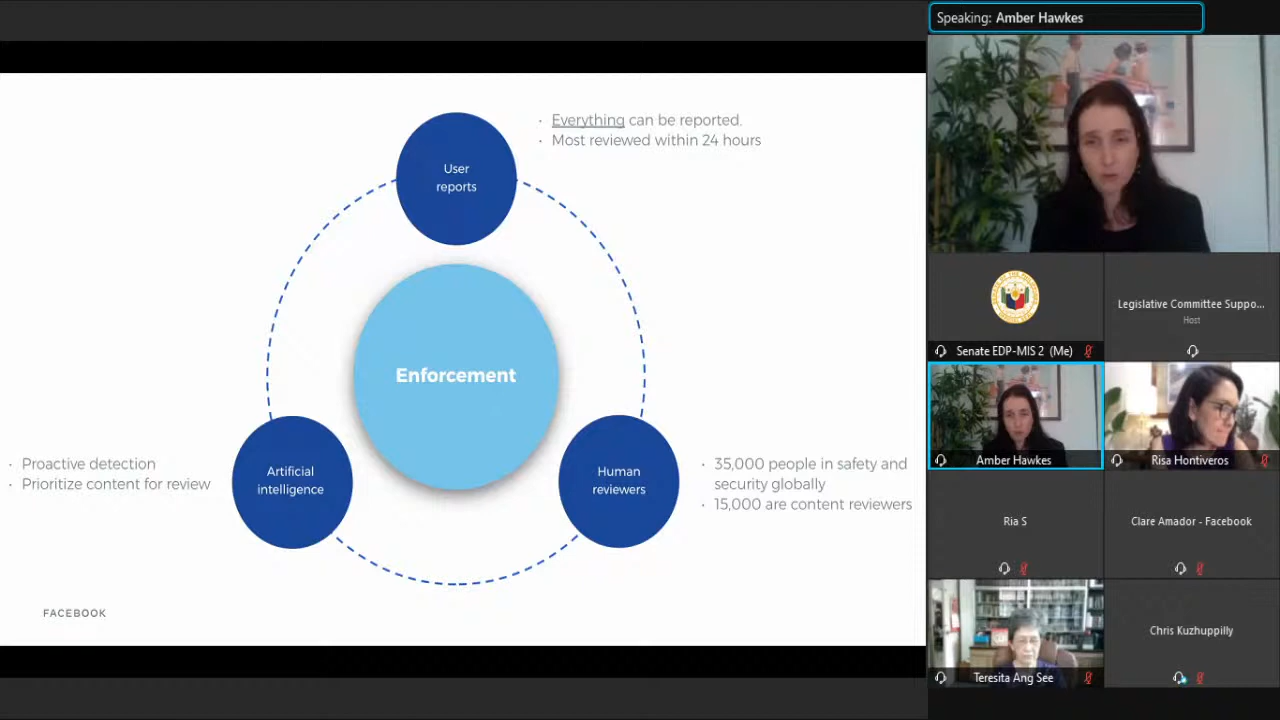 Speaking: Amber Hawkes
· Everything can be reported.
· Most reviewed within 24 hours
User
reports
Enforcement
Artificial
intelligence
· Proactive detection
· Prioritize content for review
Human
reviewers
· 35,000 people in safety and
security globally
· 15,000 are content reviewers
FACEBOOK
Senate EDP-MIS 2 (Me)
Legislative Committee Suppo...
Host
Amber Hawkes
Risa Hontiveros
Ria S
Clare Amador - Facebook
Teresita Ang See
Chris Kuzhuppilly